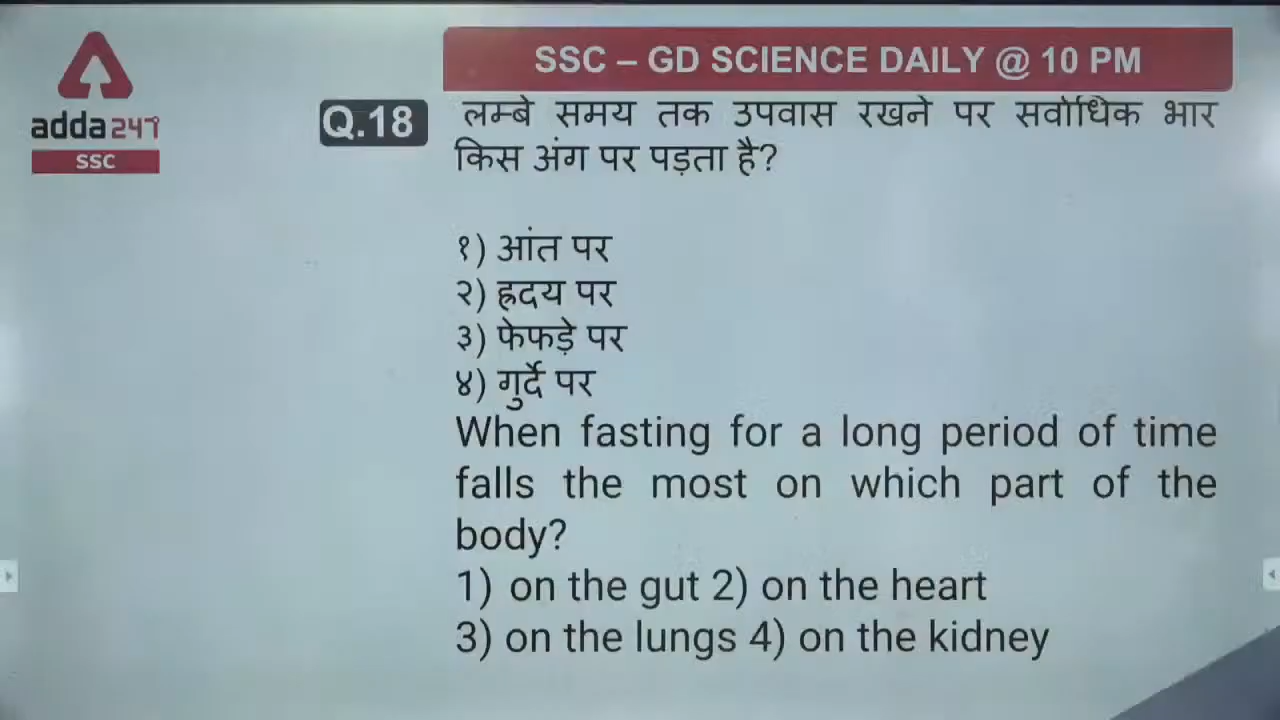 SSC – GD SCIENCE DAILY @ 10 PM
adda247
SSC
Q.18 लम्बे समय तक उपवास रखने पर सर्वाधिक भार
किस अंग पर पड़ता है?
१) आंत पर
२) ह्रदय पर
३) फेफड़े पर
४) गुर्दे पर
When fasting for a long period of time
falls the most on which part of the
body?
1) on the gut 2) on the heart
3) on the lungs 4) on the kidney